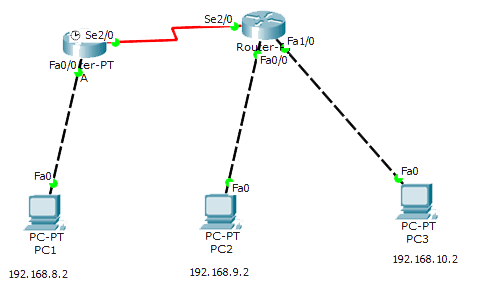 Se2/0
Se2/0
Fa0/0
ter-PT
A
Router-
Fa1/0
Fa0/0
Fa0
Fa0
Fa0
PC-PT
PC1
PC-PT
PC2
PC-PT
PC3
192.168.8.2
192.168.9.2
192.168.10.2